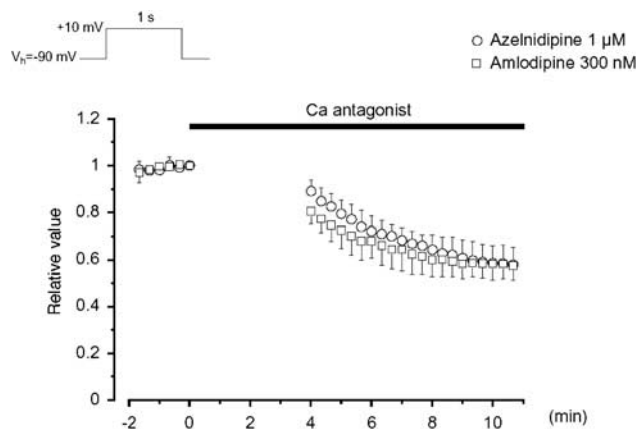 1 s
+10 mV
Vh=-90 mV
Azelnidipine 1 μM
Amlodipine 300 nM
Ca antagonist
1.2
1
0.8
0.6
0.4
0.2
0
Relative value
-2 0 2 4 6 8 10 (min)